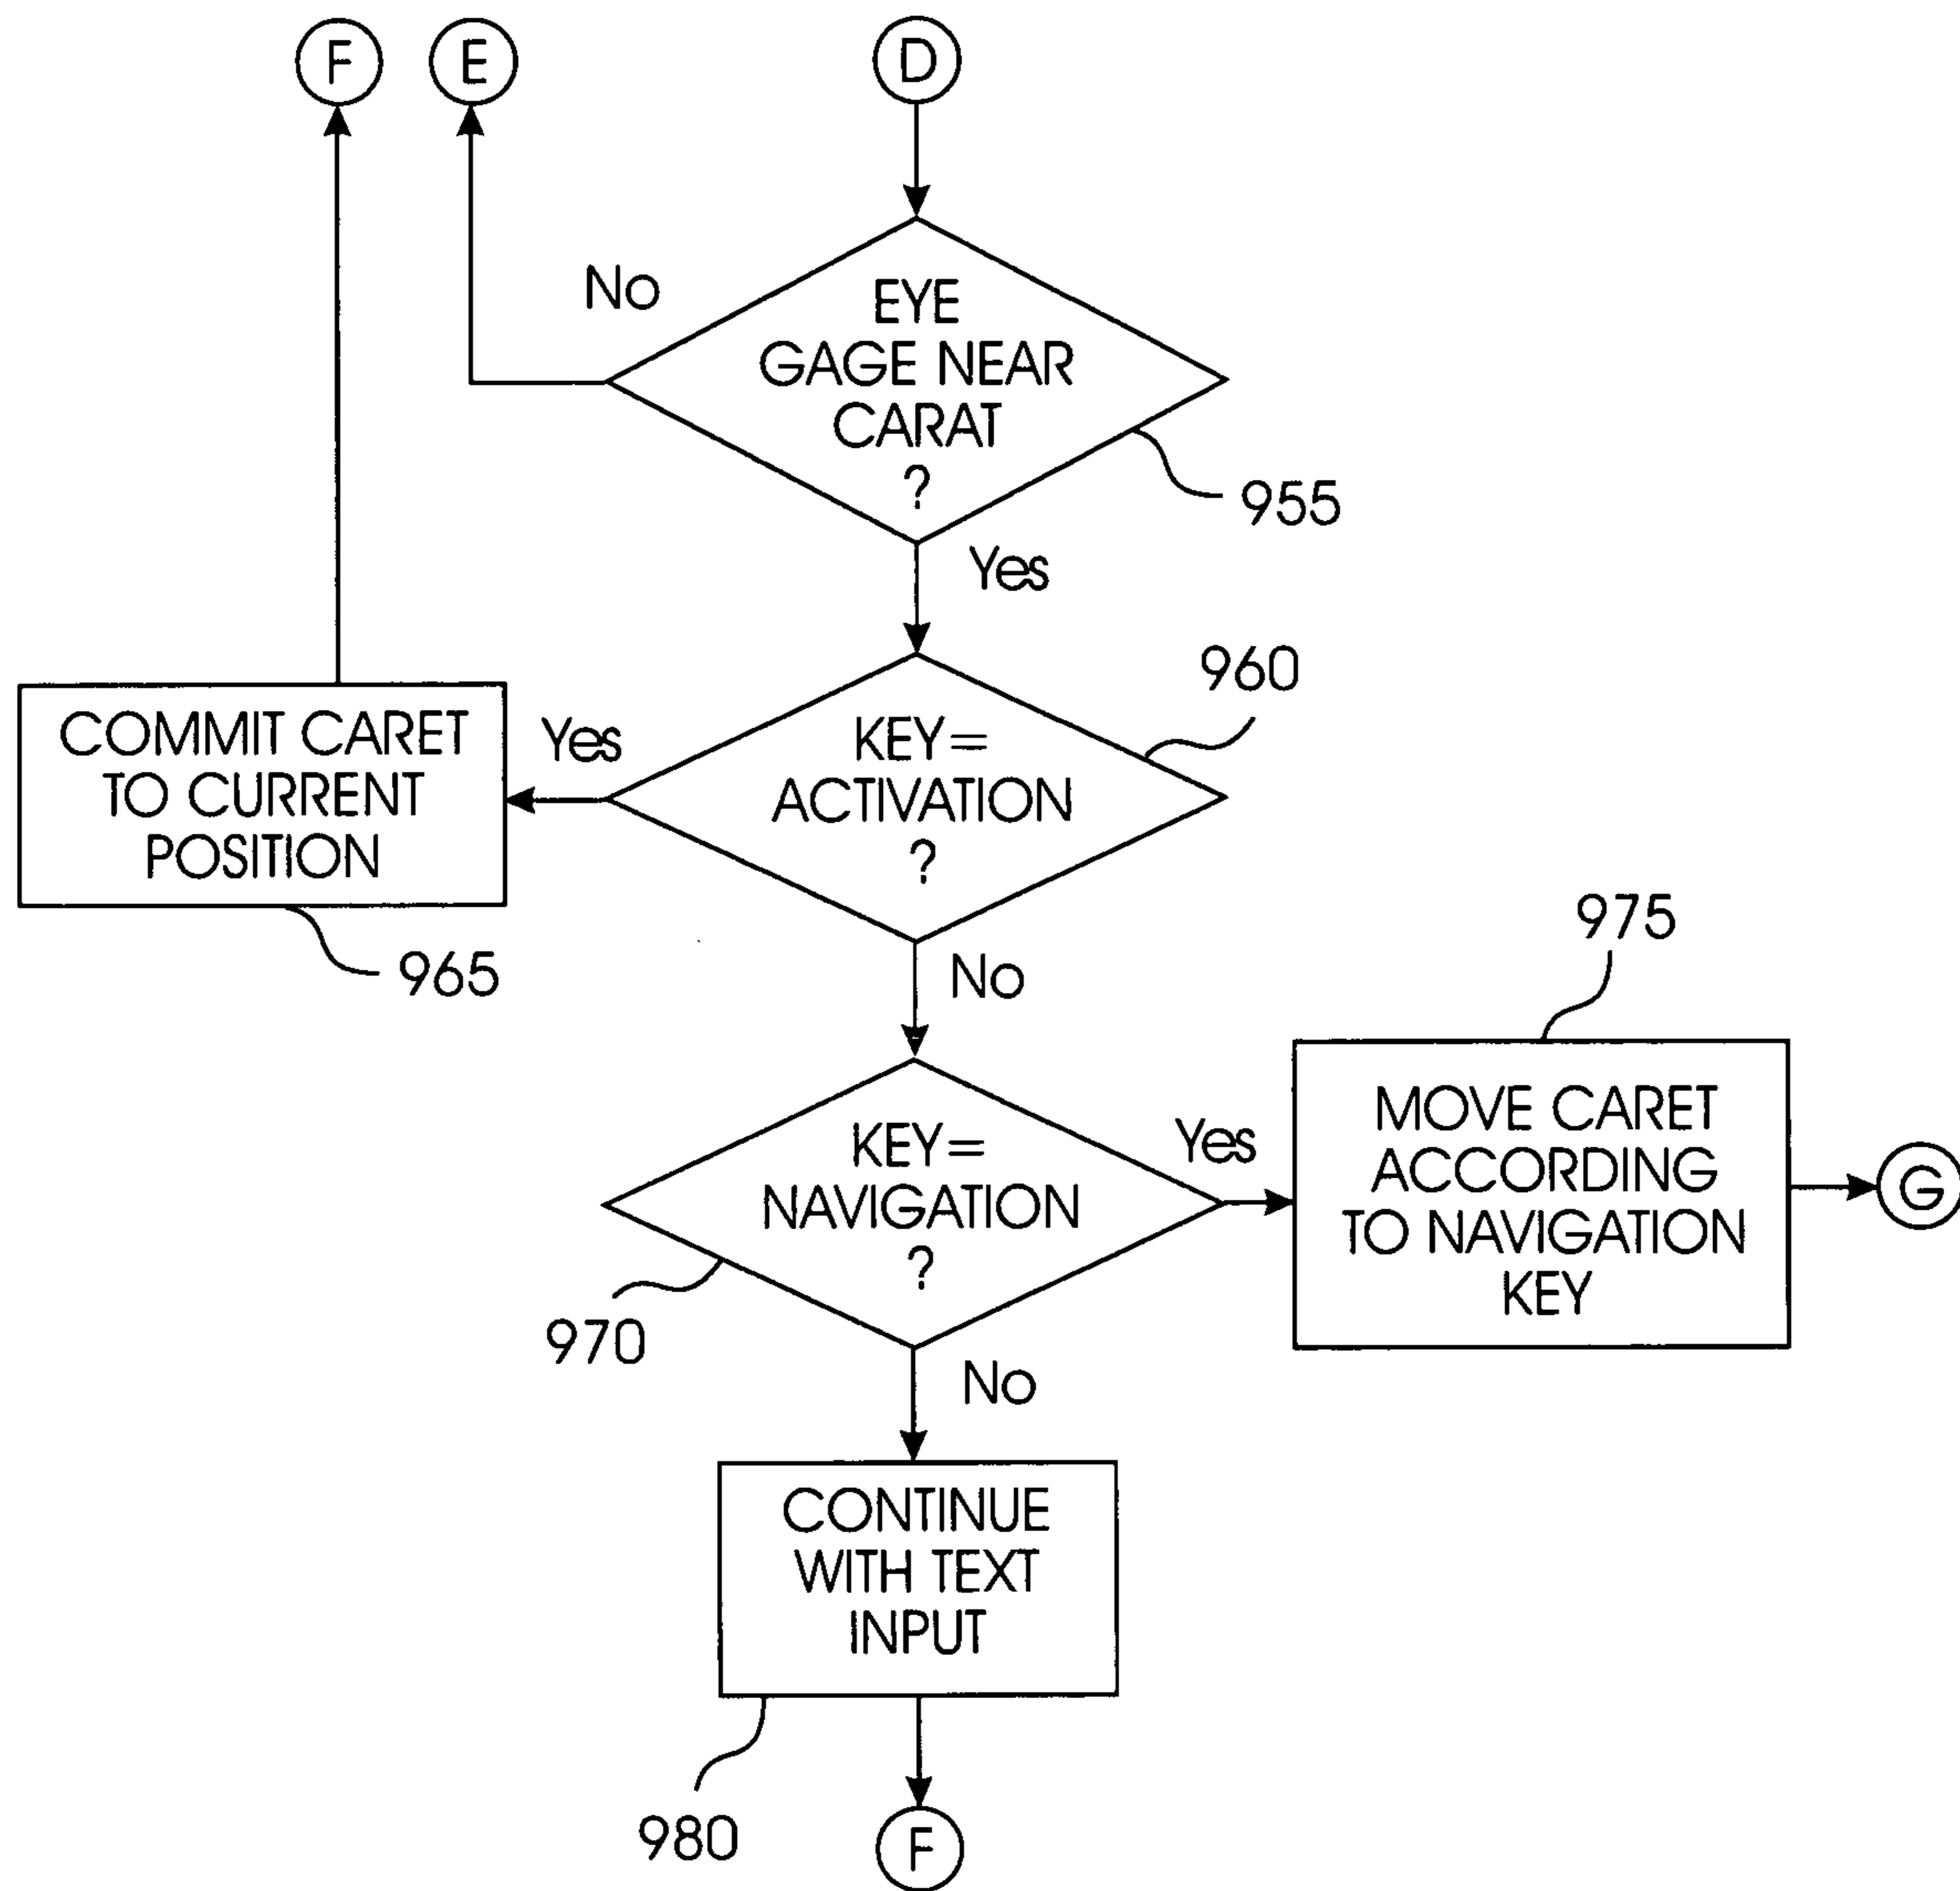 F
E
D
No
EYE
GAGE NEAR
CARAT
?
955
Yes
960
KEY=
ACTIVATION
?
Yes
COMMIT CARET
TO CURRENT
POSITION
965
No
975
KEY=
NAVIGATION
?
Yes
970
MOVE CARET
ACCORDING
TO NAVIGATION
KEY
G
No
CONTINUE
WITH TEXT
INPUT
980
F